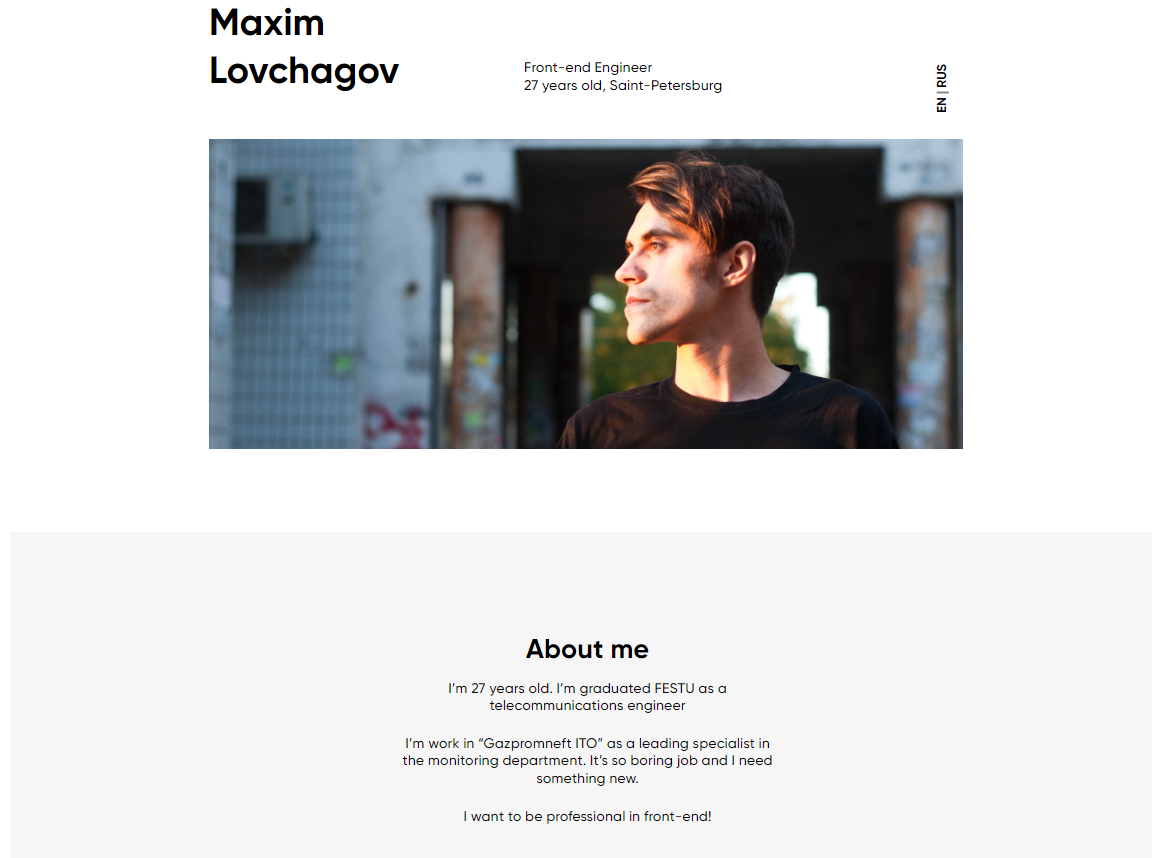 Maxim
Lovchagov
Front-end Engineer
27 years old, Saint-Petersburg
EN | RUS
About me
I’m 27 years old. I’m graduated FESTU as a
telecommunications engineer
I’m work in “Gazpromneft ITO” as a leading specialist in
the monitoring department. It’s so boring job and I need
something new.
I want to be professional in front-end!